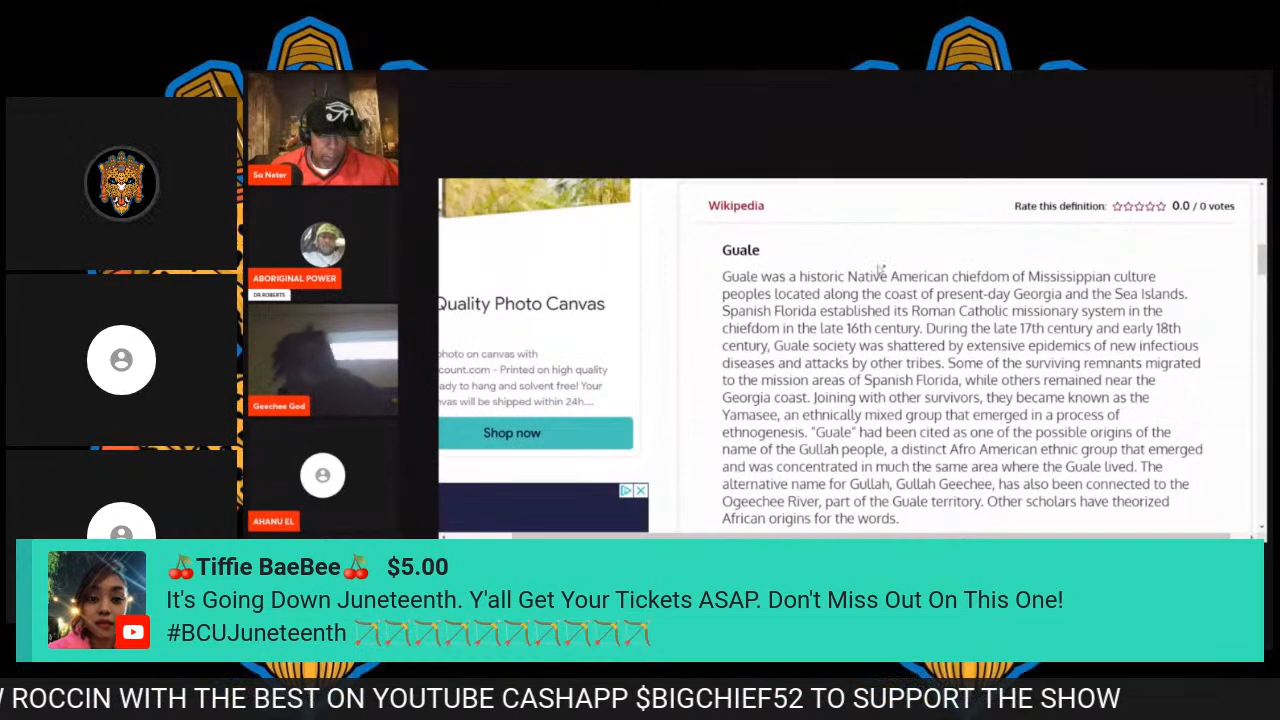 Sa Neter
ABORIGINAL POWER
DR.ROBERTS
Geechee God
AHANU EL
Quality Photo Canvas
photo on canvas with
count.com - Printed on high quality
ady to hang and solvent free! Your
nvas will be shipped within 24h....
Shop now
Wikipedia
Rate this definition: ☆☆☆☆☆ 0.0 / 0 votes
Guale
Guale was a historic Native American chiefdom of Mississippian culture
peoples located along the coast of present-day Georgia and the Sea Islands.
Spanish Florida established its Roman Catholic missionary system in the
chiefdom in the late 16th century. During the late 17th century and early 18th
century, Guale society was shattered by extensive epidemics of new infectious
diseases and attacks by other tribes. Some of the surviving remnants migrated
to the mission areas of Spanish Florida, while others remained near the
Georgia coast. Joining with other survivors, they became known as the
Yamasee, an ethnically mixed group that emerged in a process of
ethnogenesis. "Guale" had been cited as one of the possible origins of the
name of the Gullah people, a distinct Afro American ethnic group that emerged
and was concentrated in much the same area where the Guale lived. The
alternative name for Gullah, Gullah Geechee, has also been connected to the
Ogeechee River, part of the Guale territory. Other scholars have theorized
African origins for the words.
🍒Tiffie BaeBee🍒 $5.00
It's Going Down Juneteenth. Y'all Get Your Tickets ASAP. Don't Miss Out On This One!
#BCUJuneteenth 🏹🏹🏹🏹🏹🏹🏹🏹🏹🏹
ROCCIN WITH THE BEST ON YOUTUBE CASHAPP $BIGCHIEF52 TO SUPPORT THE SHOW